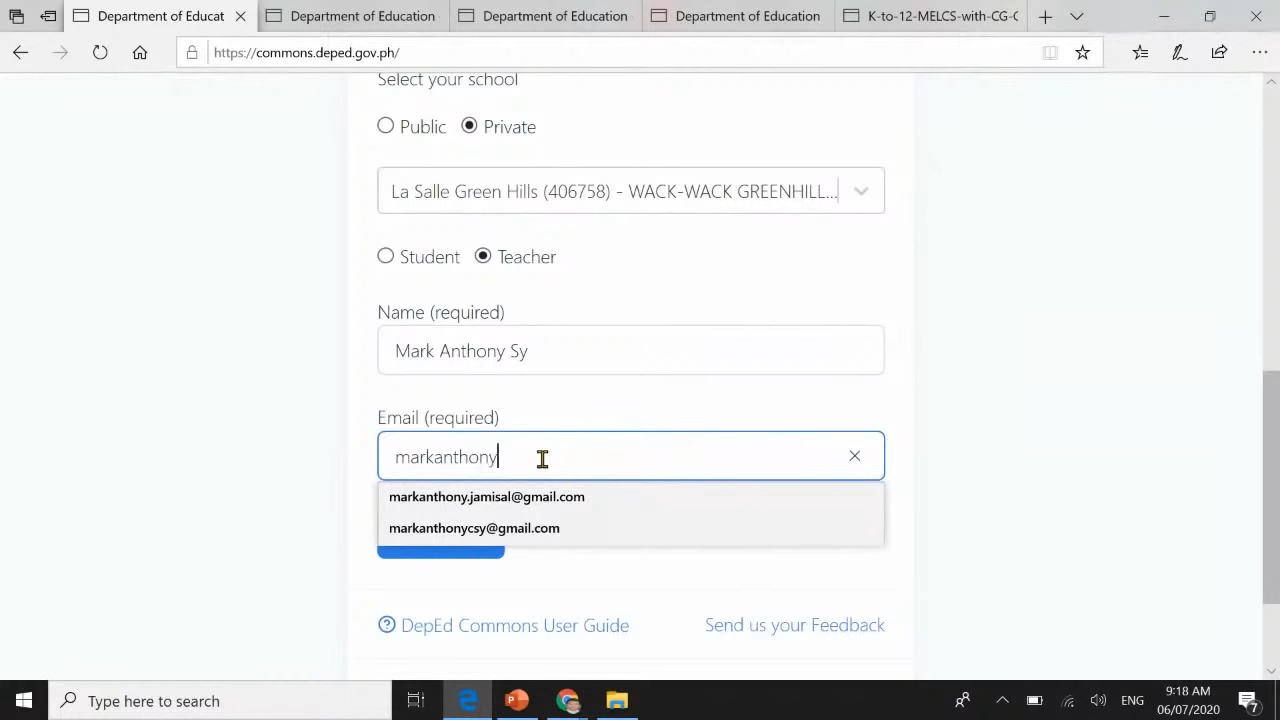 Department of Educat
Department of Education
Department of Education
Department of Education
K-to-12-MELCS-with-CG-C
https://commons.deped.gov.ph/
Select your school
Public Private
La Salle Green Hills (406758) - WACK-WACK GREENHILL...
Student Teacher
Name (required)
Mark Anthony Sy
Email (required)
markanthony
markanthony.jamisal@gmail.com
markanthonycsy@gmail.com
DepEd Commons User Guide
Send us your Feedback
Type here to search
ENG
9:18 AM
06/07/2020
7